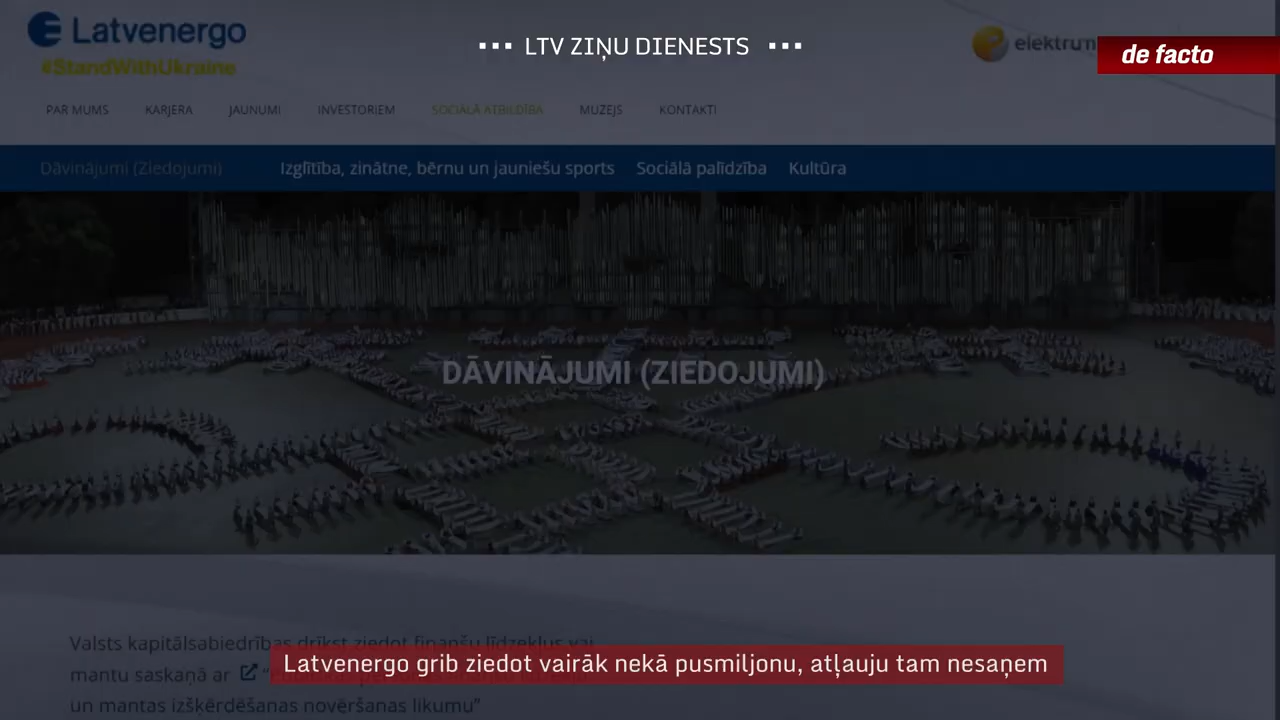 Latvenergo
#StandWithUkraine
LTV ZIŅU DIENESTS
elektrum
de facto
PAR MUMS KARJERA JAUNUMI INVESTORIEM SOCIĀLĀ ATBILDĪBA MUZEJS KONTAKTI
Dāvinājumi (Ziedojumi) Izglītība, zinātne, bērnu un jauniešu sports Sociālā palīdzība Kultūra
DĀVINĀJUMI (ZIEDOJUMI)
Valsts kapitālsabiedrības drīkst ziedot finanšu līdzekļus vai
mantu saskaņā ar
Latvenergo grib ziedot vairāk nekā pusmiljonu, atļauju tam nesaņem
un mantas izšķērdēšanas novēršanas likumu”